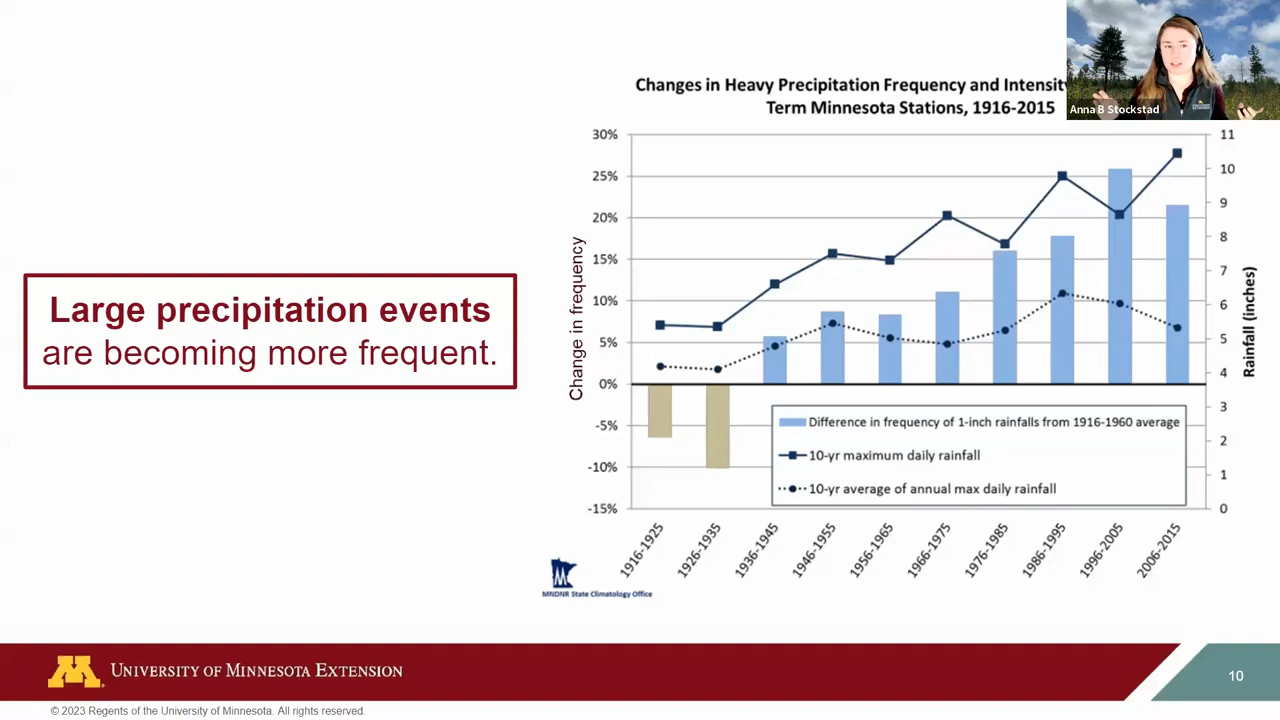 Changes in Heavy Precipitation Frequency and Intensity
Term Minnesota Stations, 1916-2015
Anna B Stockstad
Large precipitation events
are becoming more frequent.
Change in frequency
30%
25%
20%
15%
10%
5%
0%
-5%
-10%
-15%
11
10
9
8
7
6
5
4
3
2
1
0
Rainfall (inches)
Difference in frequency of 1-inch rainfalls from 1916-1960 average
10-yr maximum daily rainfall
10-yr average of annual max daily rainfall
1916-1925
1926-1935
1936-1945
1946-1955
1956-1965
1966-1975
1976-1985
1986-1995
1996-2005
2006-2015
MNDNR State Climatology Office
M
University of Minnesota Extension
10
© 2023 Regents of the University of Minnesota. All rights reserved.